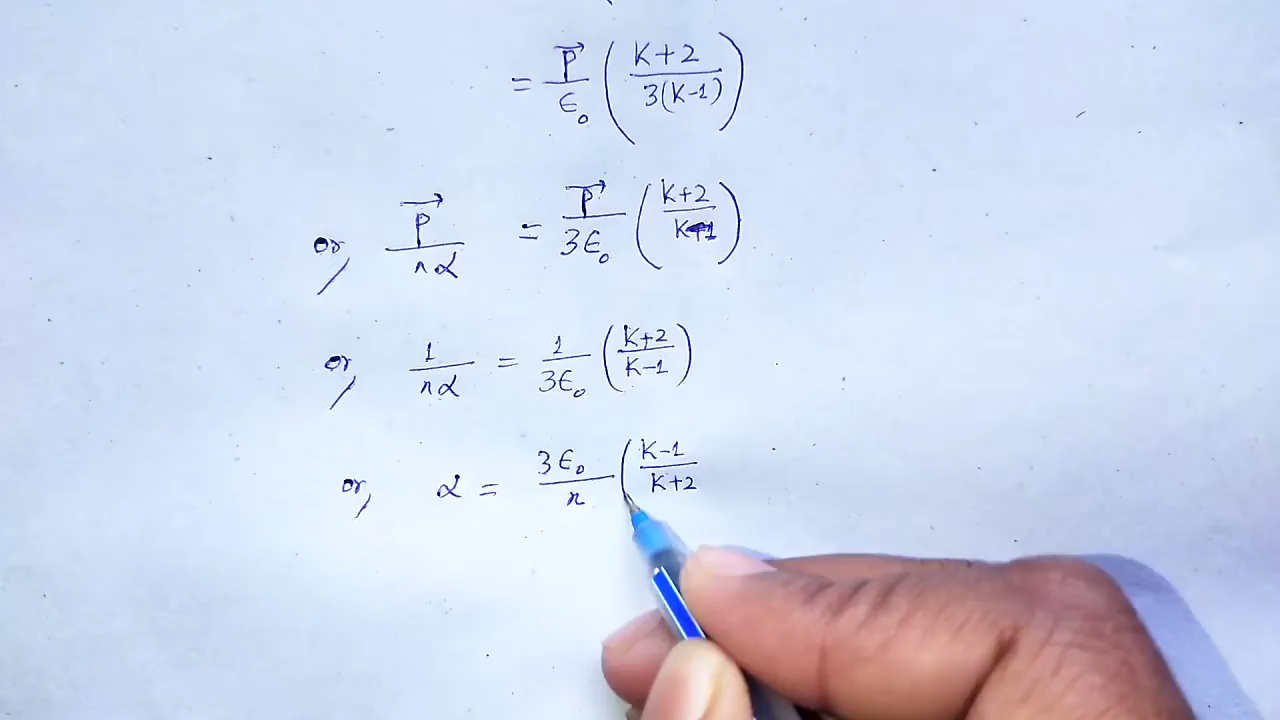 = P⃗/ϵ₀ ( K+2 / 3(K-1) )
or, P⃗/nα = P⃗/3ϵ₀ ( K+2 / K-1 )
or, 1/nα = 1/3ϵ₀ ( K+2 / K-1 )
or, α = 3ϵ₀/n ( K-1 / K+2